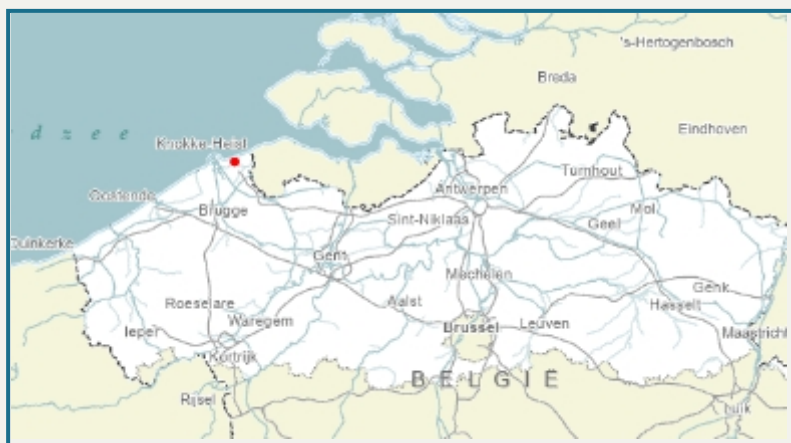 's-Hertogenbosch
Breda
d z e e
Eindhoven
Knokke-Heist
Turnhout
Antwerpen
Oostende
Mol
Brugge
Sint-Niklaas
Geel
Duinkerke
Gent
Mechelen
Genk
Roeselare
Aalst
Hasselt
Waregem
Ieper
Brussel
Leuven
Maastricht
Kortrijk
BELGIË
Rijsel
Luik